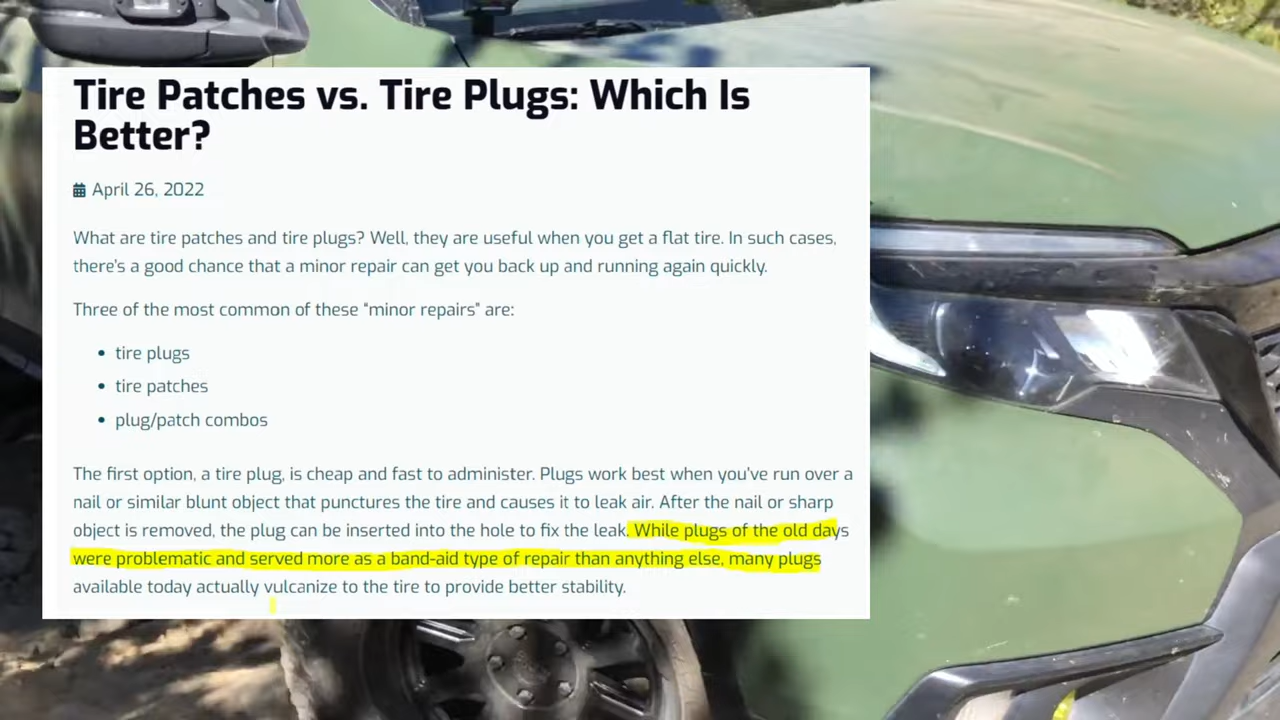 Tire Patches vs. Tire Plugs: Which Is
Better?
April 26, 2022
What are tire patches and tire plugs? Well, they are useful when you get a flat tire. In such cases,
there's a good chance that a minor repair can get you back up and running again quickly.
Three of the most common of these “minor repairs” are:
• tire plugs
• tire patches
• plug/patch combos
The first option, a tire plug, is cheap and fast to administer. Plugs work best when you've run over a
nail or similar blunt object that punctures the tire and causes it to leak air. After the nail or sharp
object is removed, the plug can be inserted into the hole to fix the leak. While plugs of the old days
were problematic and served more as a band-aid type of repair than anything else, many plugs
available today actually vulcanize to the tire to provide better stability.